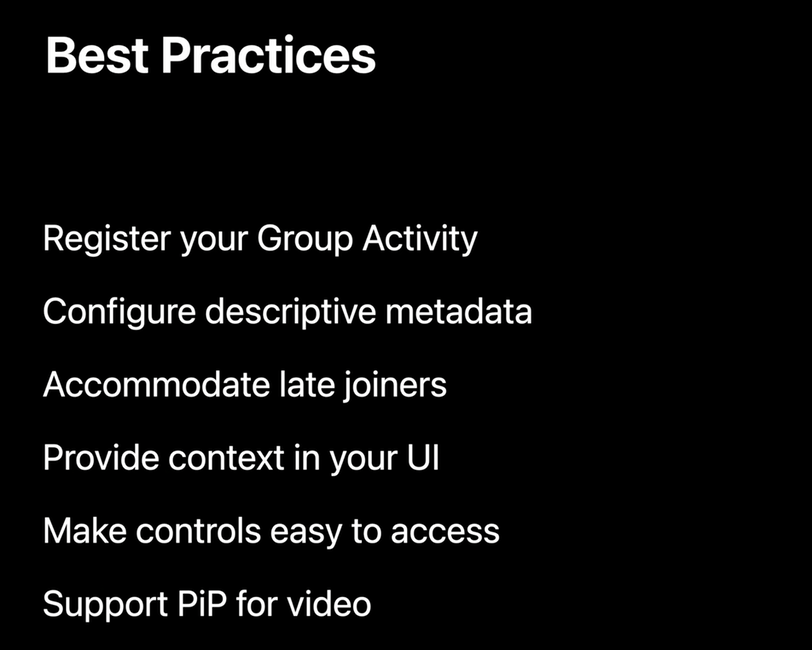 Best Practices
Register your Group Activity
Configure descriptive metadata
Accommodate late joiners
Provide context in your UI
Make controls easy to access
Support PiP for video